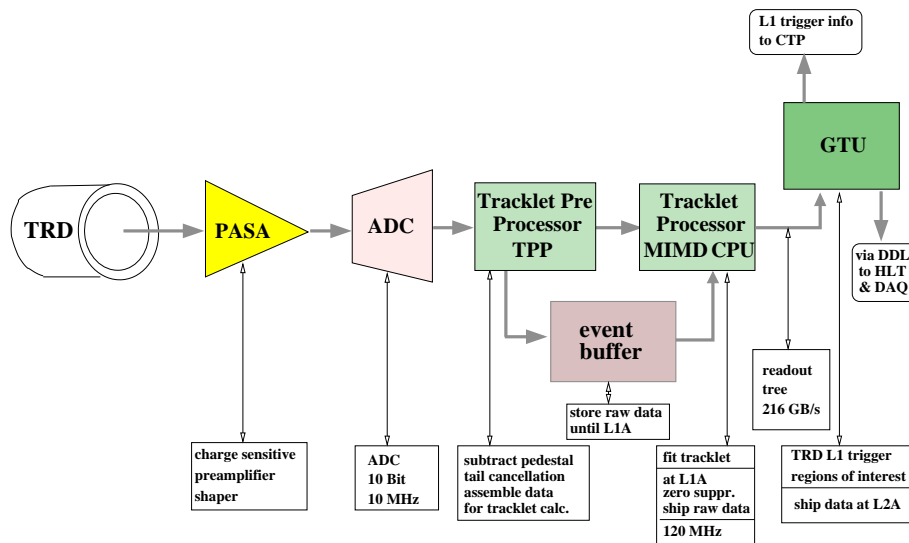 L1 trigger info
to CTP
GTU
TRD
PASA
ADC
Tracklet Pre
Processor
TPP
Tracklet
Processor
MIMD CPU
via DDL
to HLT
& DAQ
event
buffer
readout
tree
216 GB/s
store raw data
until L1A
charge sensitive
preamplifier
shaper
ADC
10 Bit
10 MHz
subtract pedestal
tail cancellation
assemble data
for tracklet calc.
fit tracklet
at L1A
zero suppr.
ship raw data
120 MHz
TRD L1 trigger
regions of interest
ship data at L2A